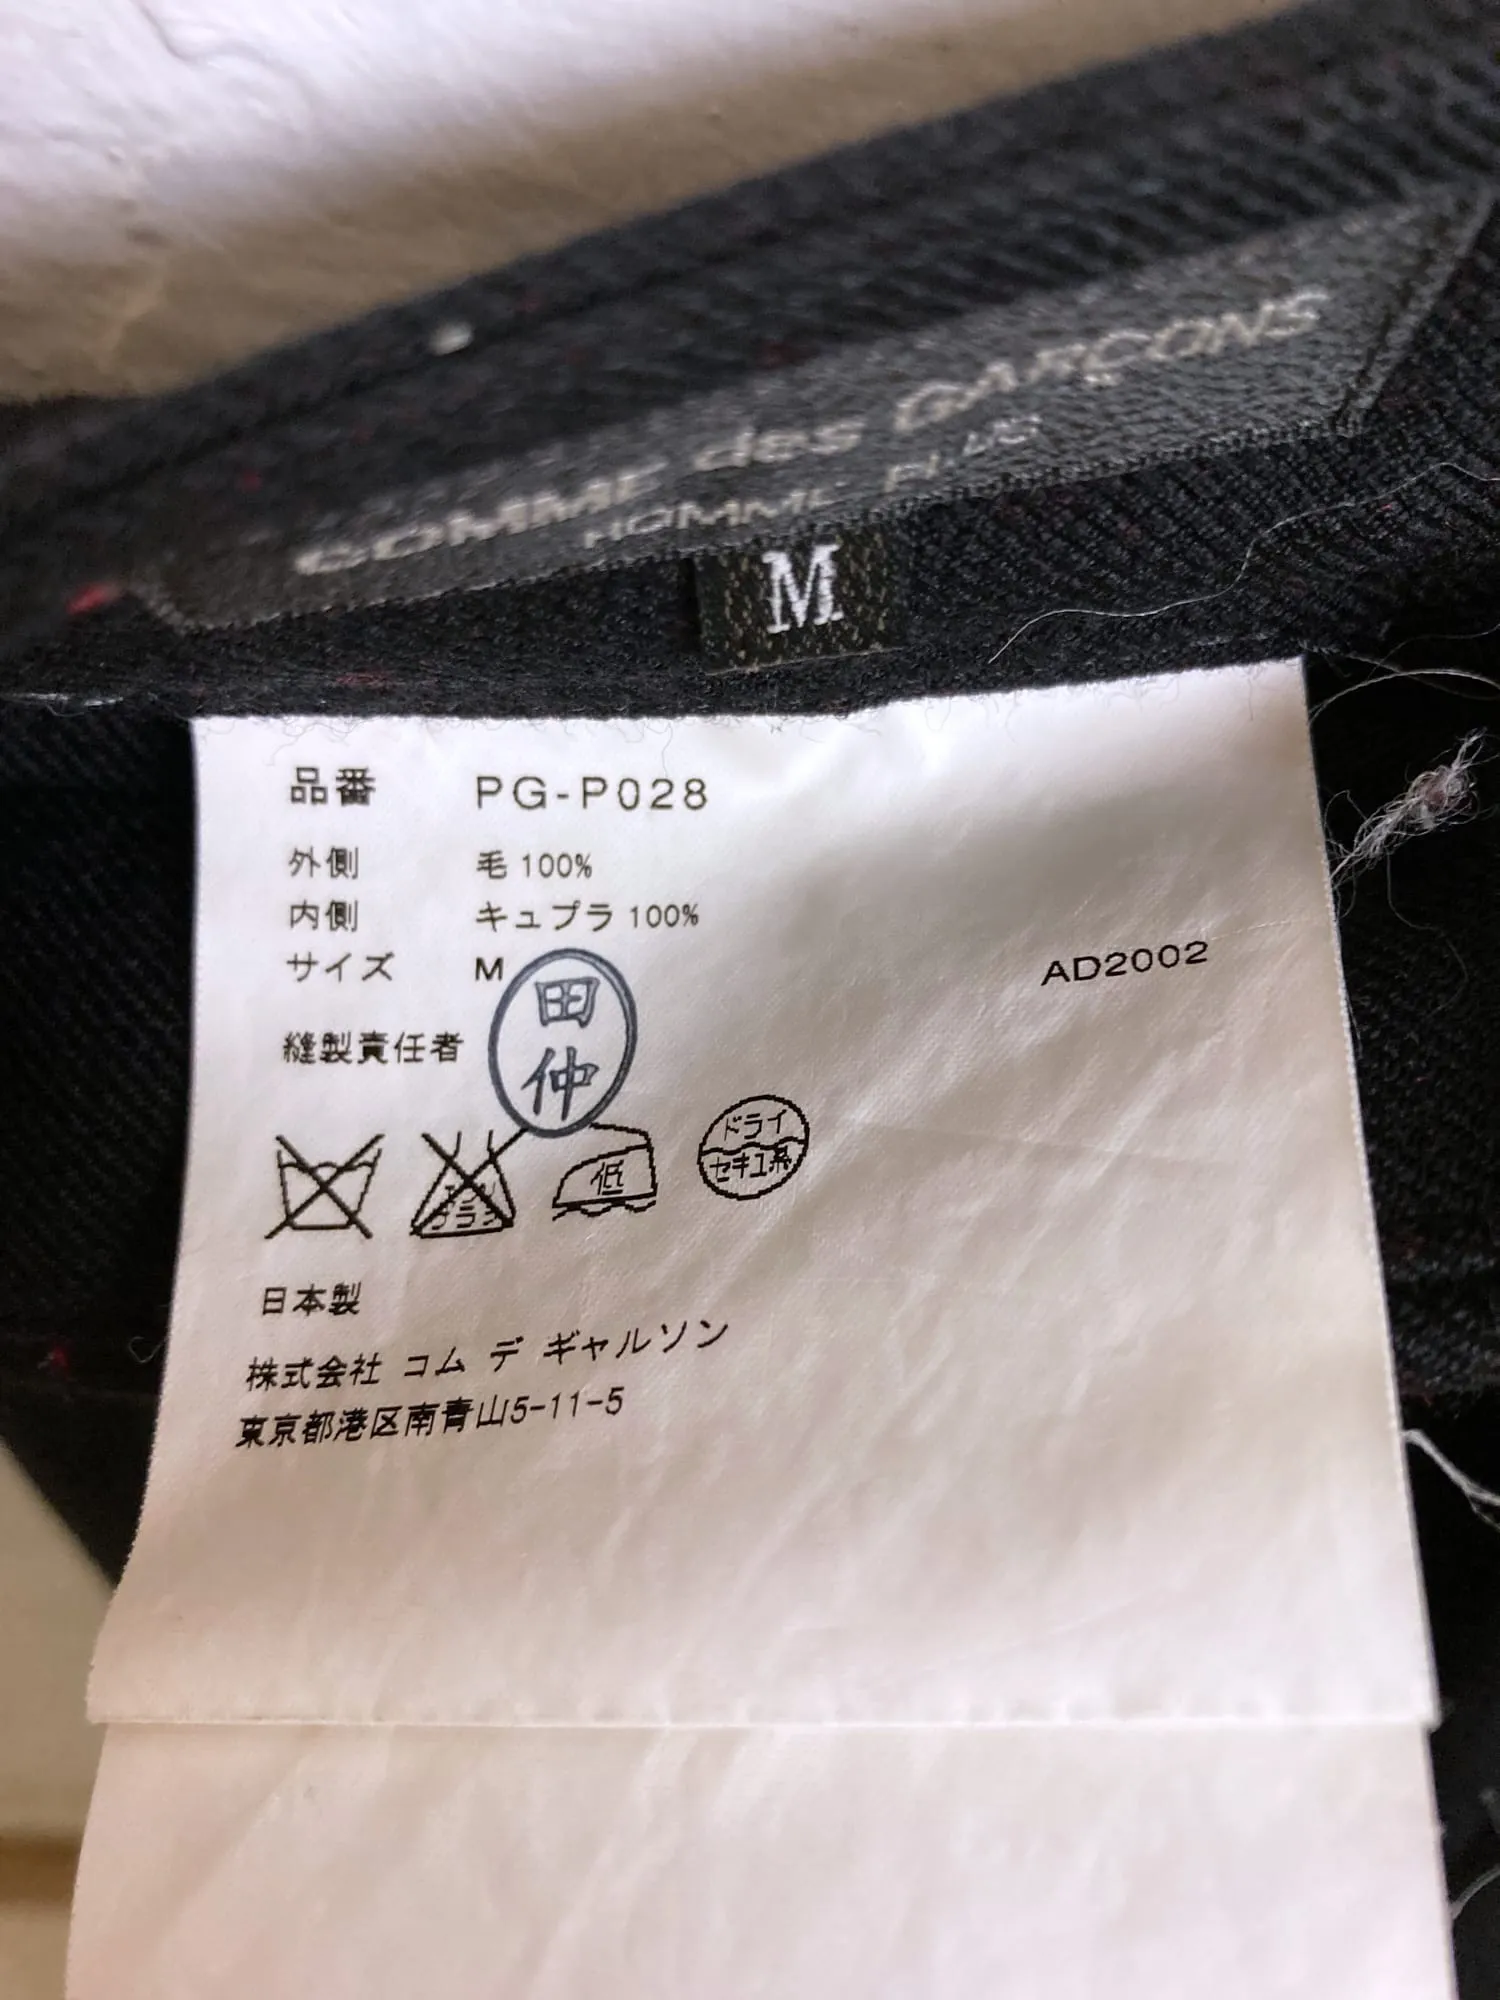 COMME des GARÇONS
HOMME PLUS
M
品番 PG-P028
外側 毛 100%
内側 キュプラ 100%
サイズ M
AD2002
縫製責任者 田仲
低
ドライ
セキユ系
日本製
株式会社 コム デ ギャルソン
東京都港区南青山5-11-5